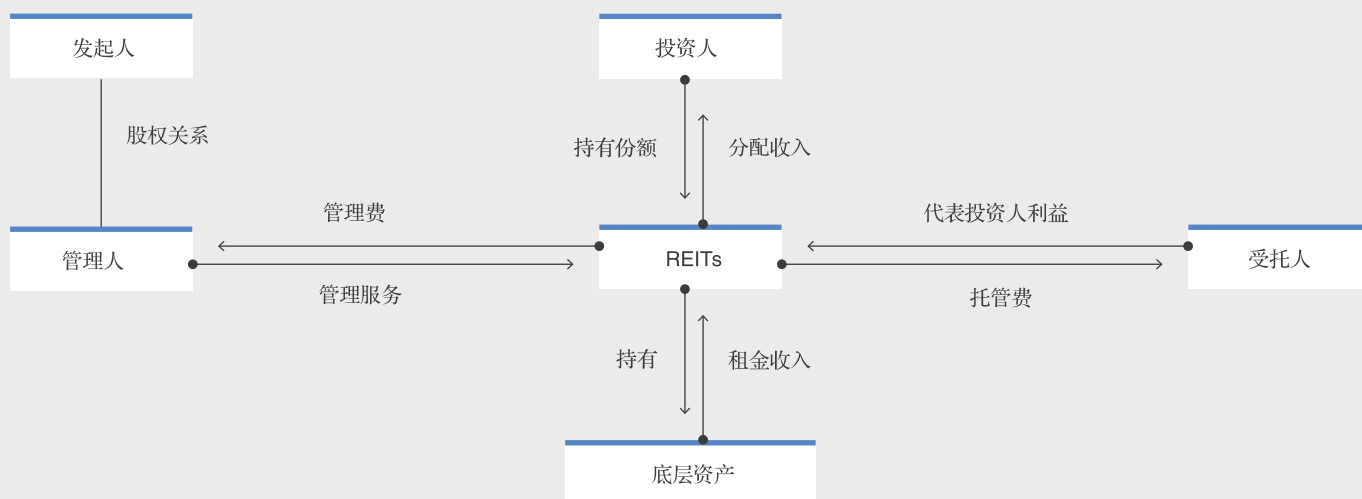 发起人
投资人
股权关系
持有份额
分配收入
管理费
代表投资人利益
管理人
REITs
受托人
管理服务
托管费
持有
租金收入
底层资产